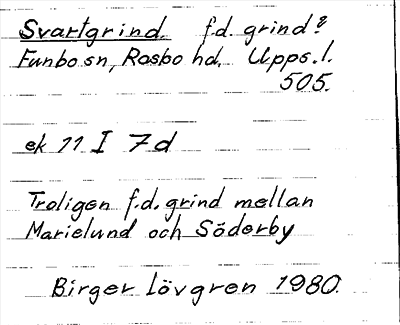 Svartgrind. f.d. grind?
Funbo sn, Rasbo hd. Upps.l.
505.
ek 11 I 7d
Troligen f.d. grind mellan
Marielund och Söderby
Birger Lövgren 1980.